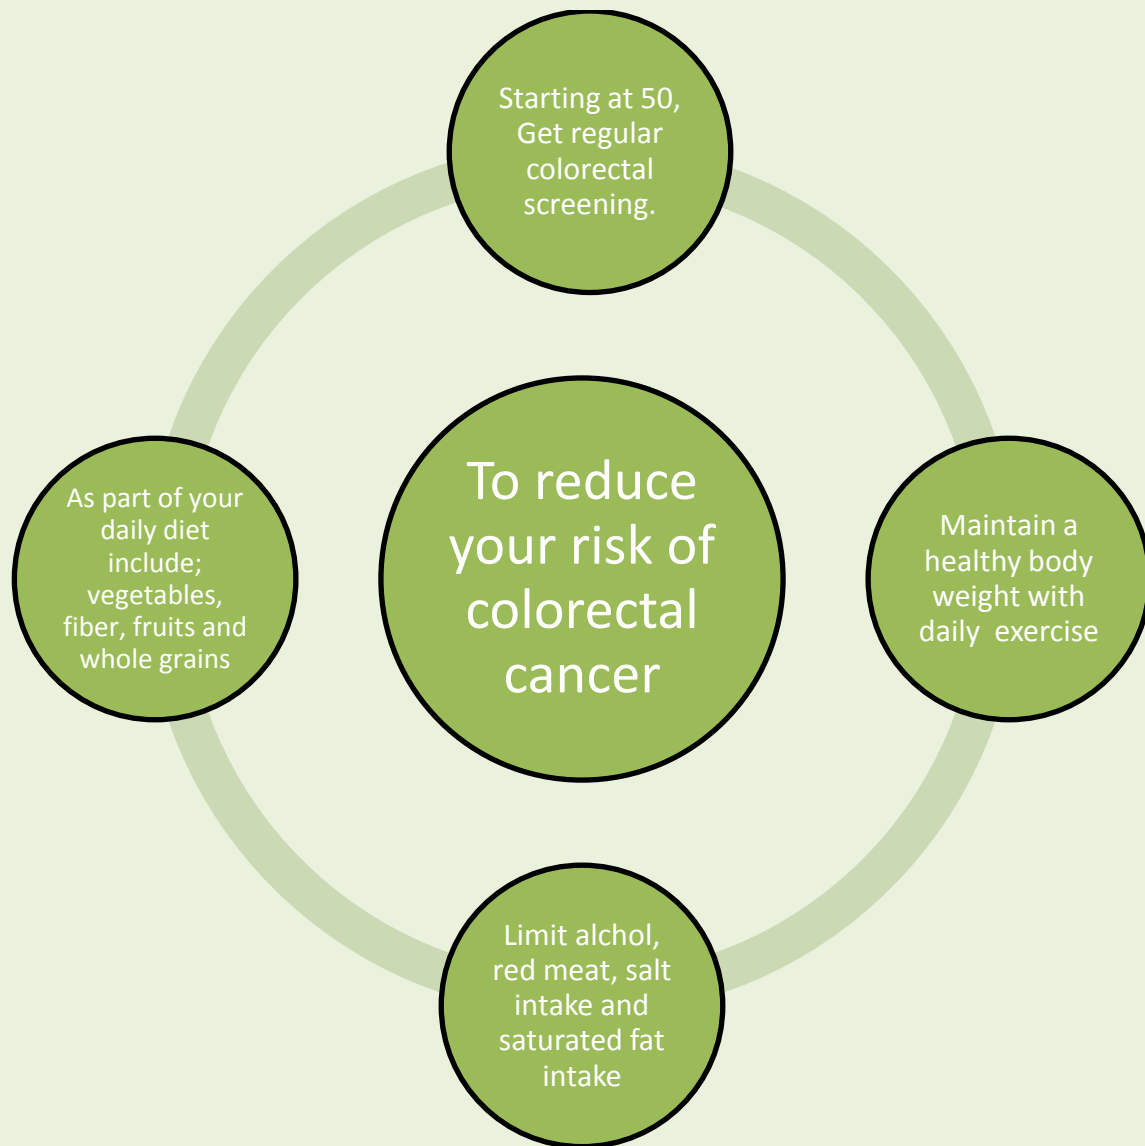 Starting at 50,
Get regular
colorectal
screening.
To reduce
your risk of
colorectal
cancer
Maintain a
healthy body
weight with
daily  exercise
Limit alchol,
red meat, salt
intake and
saturated fat
intake
As part of your
daily diet
include;
vegetables,
fiber, fruits and
whole grains